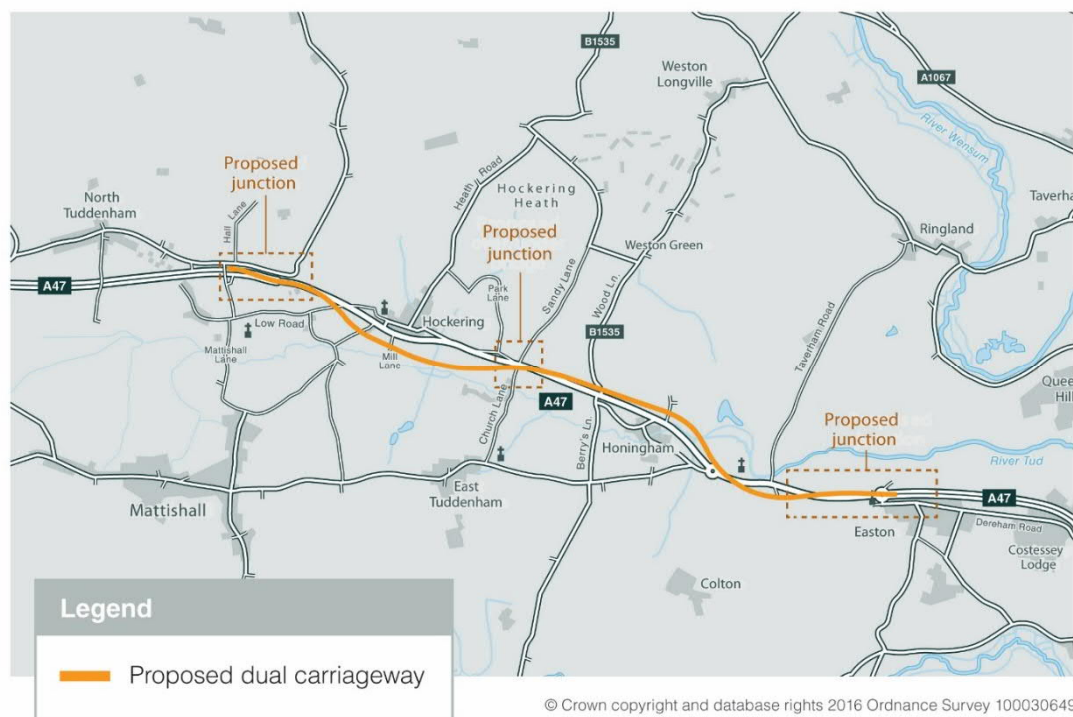 B1535
Weston
Longville
A1067
River Wensum
Proposed
junction
North
Tuddenham
Hall Lane
Heath Road
Hockering
Heath
Proposed
junction
Taverham
Ringland
Weston Green
A47
Park
Lane
Sandy Lane
Wood Ln.
Low Road
Hockering
B1535
Taverham Road
Mattishall
Lane
Mill
Lane
A47
Church Lane
Berry's Ln.
Honingham
Proposed
junction
River Tud
Queen
Hill
Mattishall
East
Tuddenham
A47
Easton
Dereham Road
Costessey
Lodge
Colton
Legend
Proposed dual carriageway
© Crown copyright and database rights 2016 Ordnance Survey 100030649